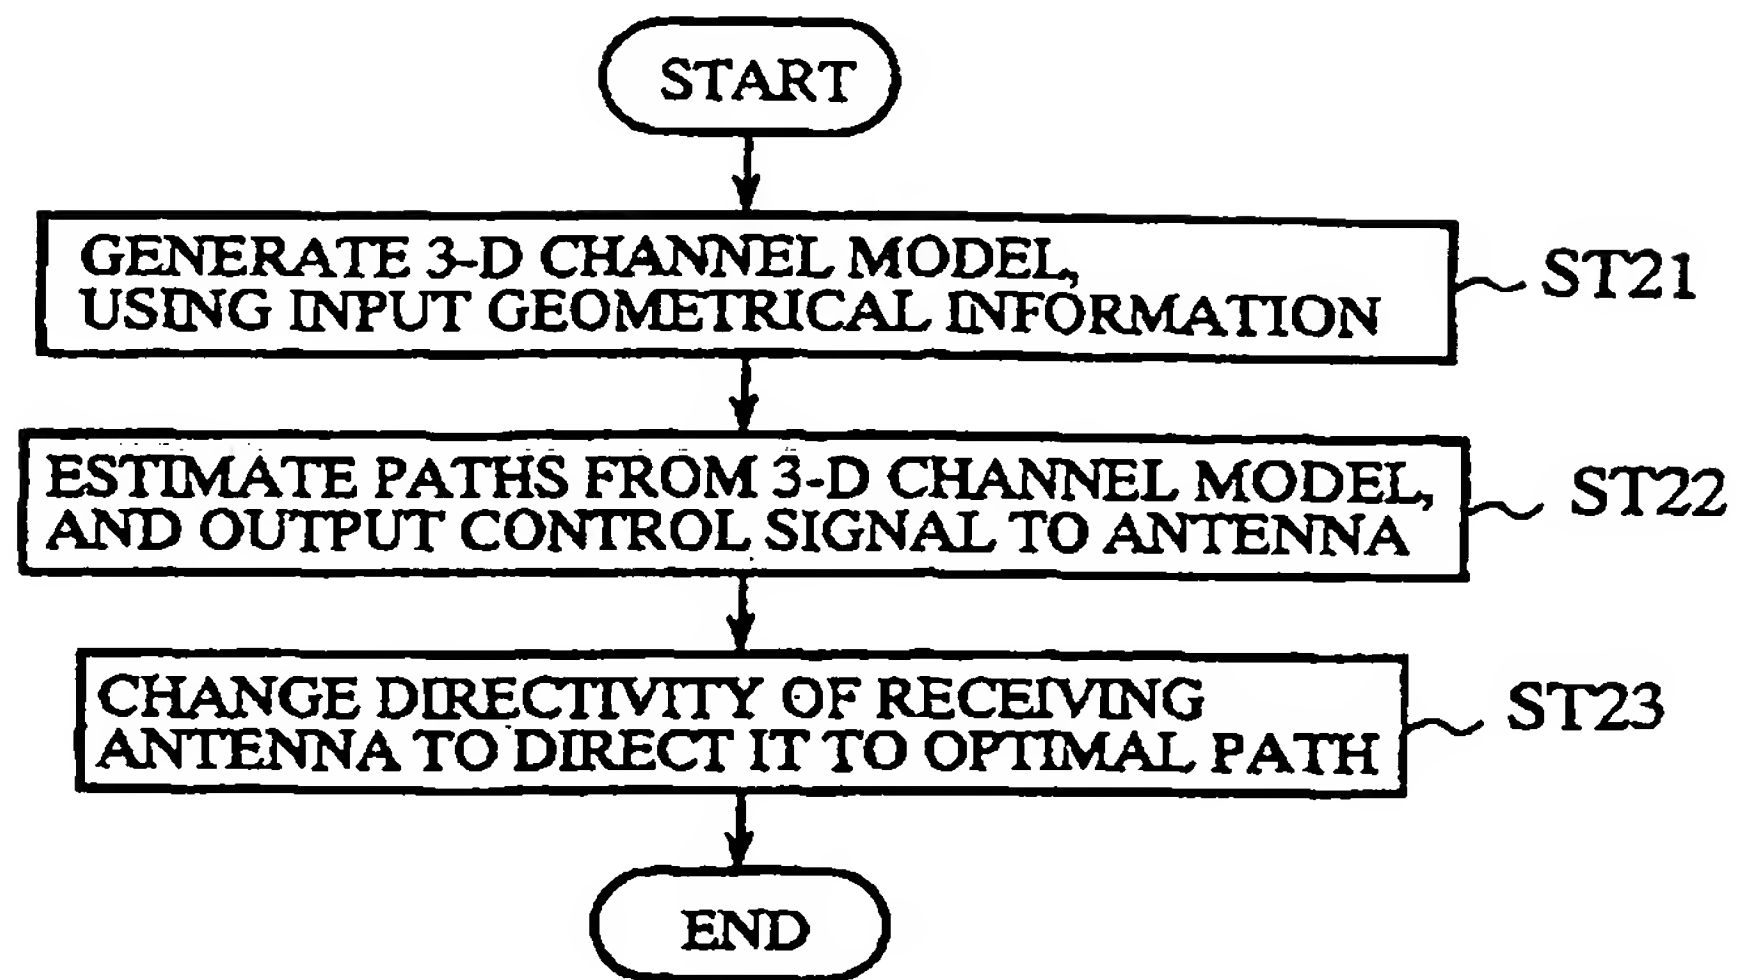 START
GENERATE 3-D CHANNEL MODEL,
USING INPUT GEOMETRICAL INFORMATION
ST21
ESTIMATE PATHS FROM 3-D CHANNEL MODEL,
AND OUTPUT CONTROL SIGNAL TO ANTENNA
ST22
CHANGE DIRECTIVITY OF RECEIVING
ANTENNA TO DIRECT IT TO OPTIMAL PATH
ST23
END